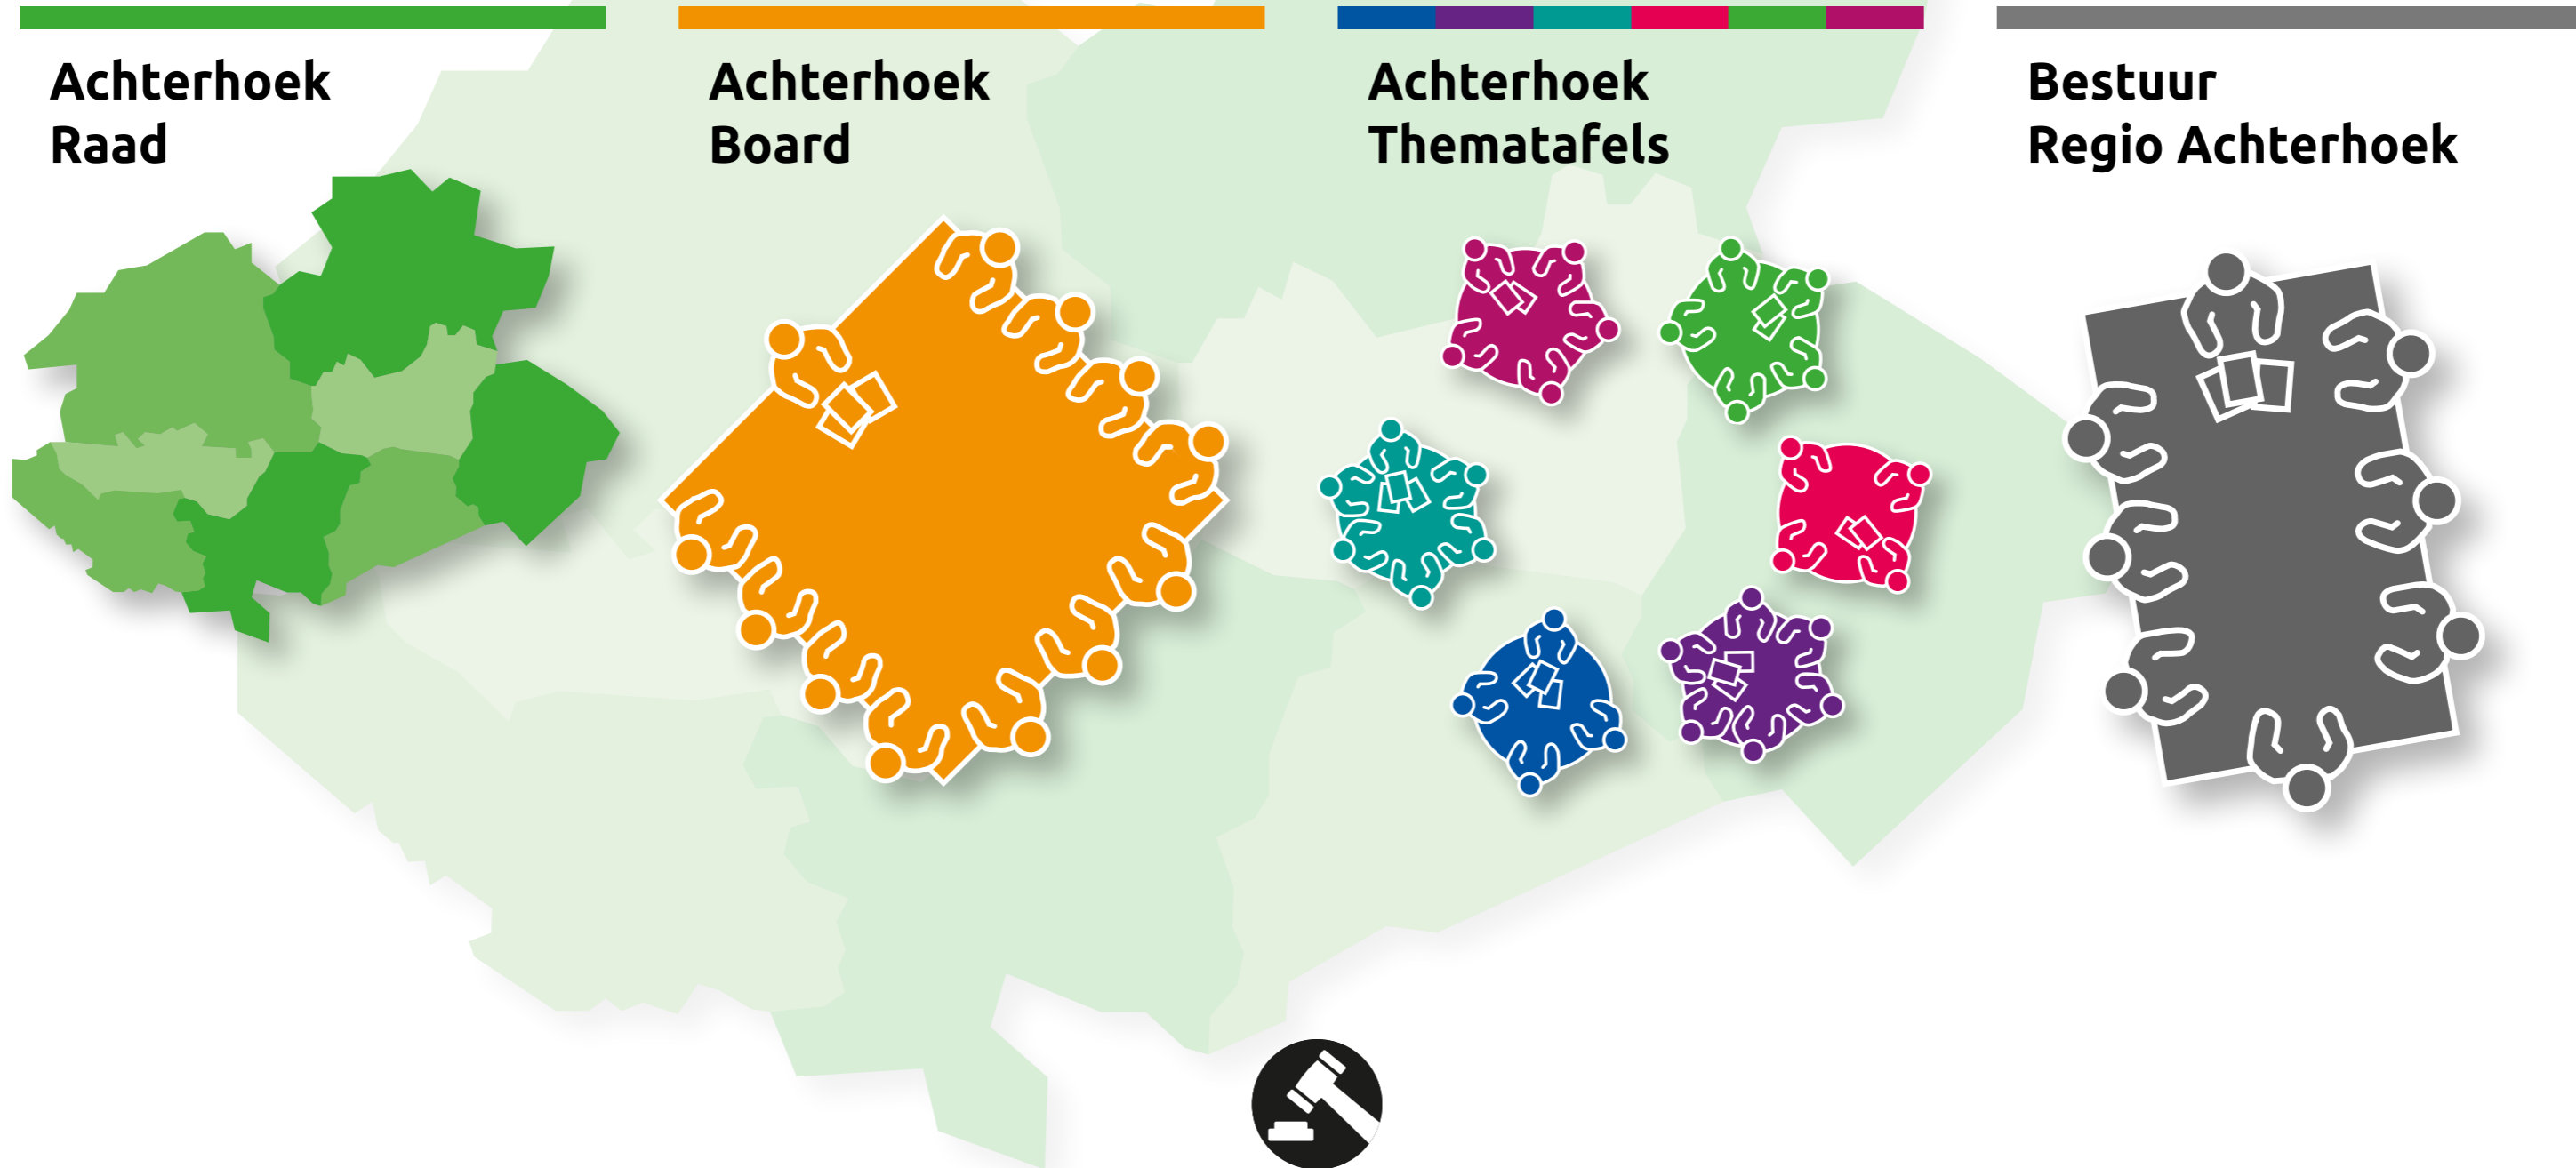 Achterhoek
Raad
Achterhoek
Board
Achterhoek
Thematafels
Bestuur
Regio Achterhoek